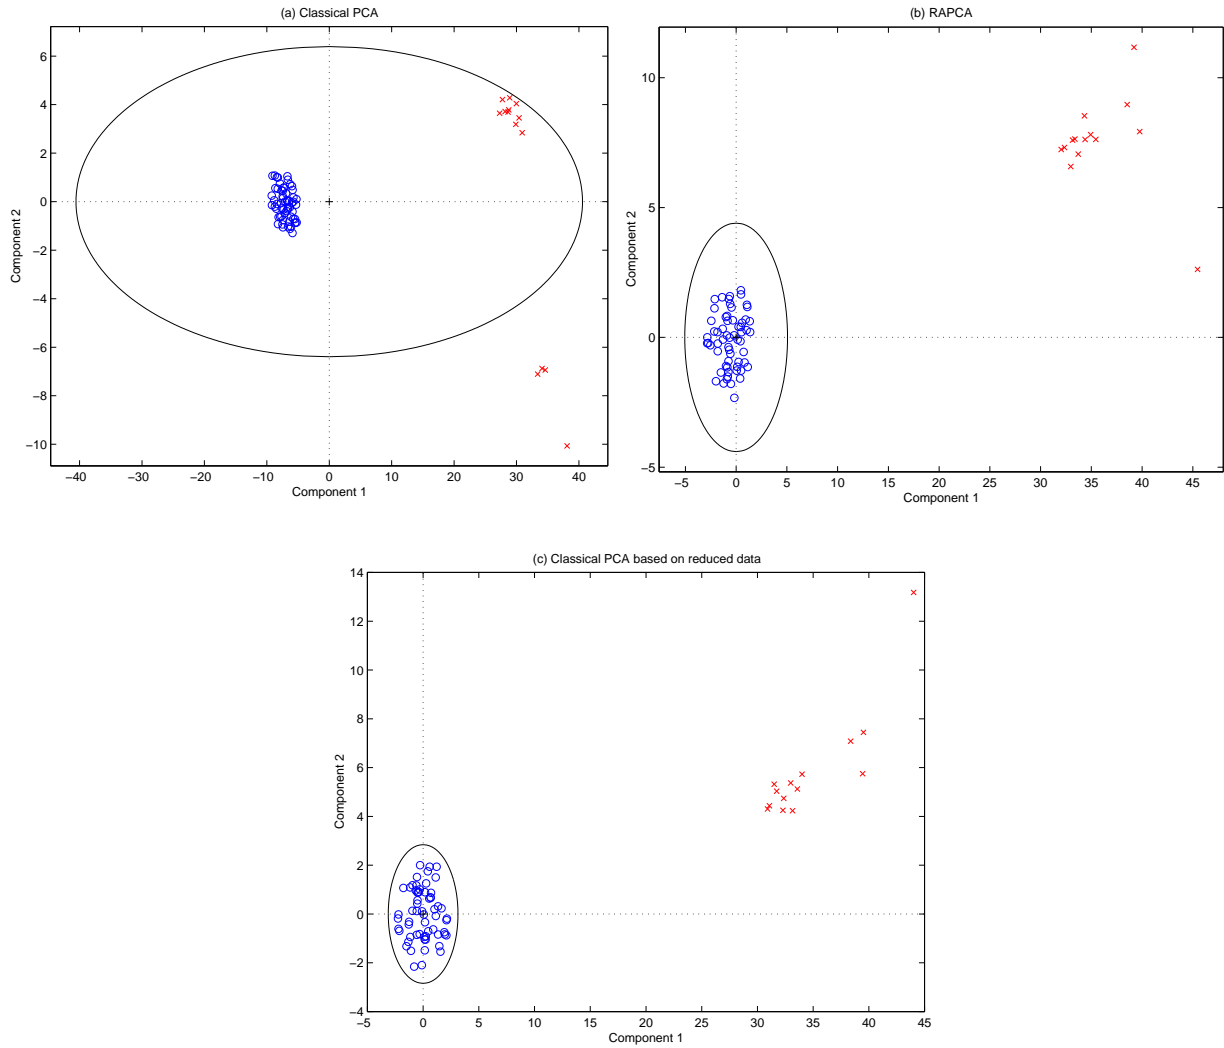 (a) Classical PCA
6
4
2
0
−2
−4
−6
−8
−10
−40 −30 −20 −10 0 10 20 30 40
Component 1
Component 2
(b) RAPCA
10
5
0
−5
−5 0 5 10 15 20 25 30 35 40 45
Component 1
Component 2
(c) Classical PCA based on reduced data
14
12
10
8
6
4
2
0
−2
−4
−5 0 5 10 15 20 25 30 35 40 45
Component 1
Component 2